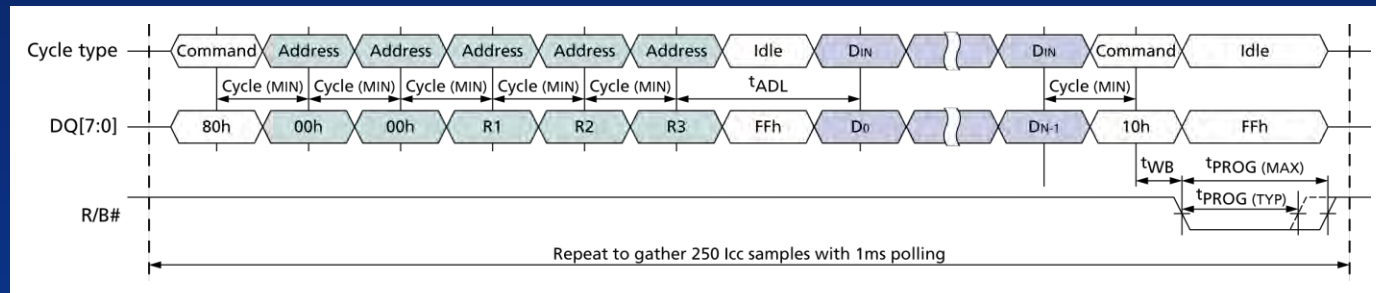 Cycle type Command Address Address Address Address Address Idle DIN DIN Command Idle
Cycle (MIN) Cycle (MIN) Cycle (MIN) Cycle (MIN) Cycle (MIN) tADL Cycle (MIN)
DQ[7:0] 80h 00h 00h R1 R2 R3 FFh D0 DN-1 10h FFh
tWB tPROG (MAX)
tPROG (TYP)
R/B#
Repeat to gather 250 Icc samples with 1ms polling